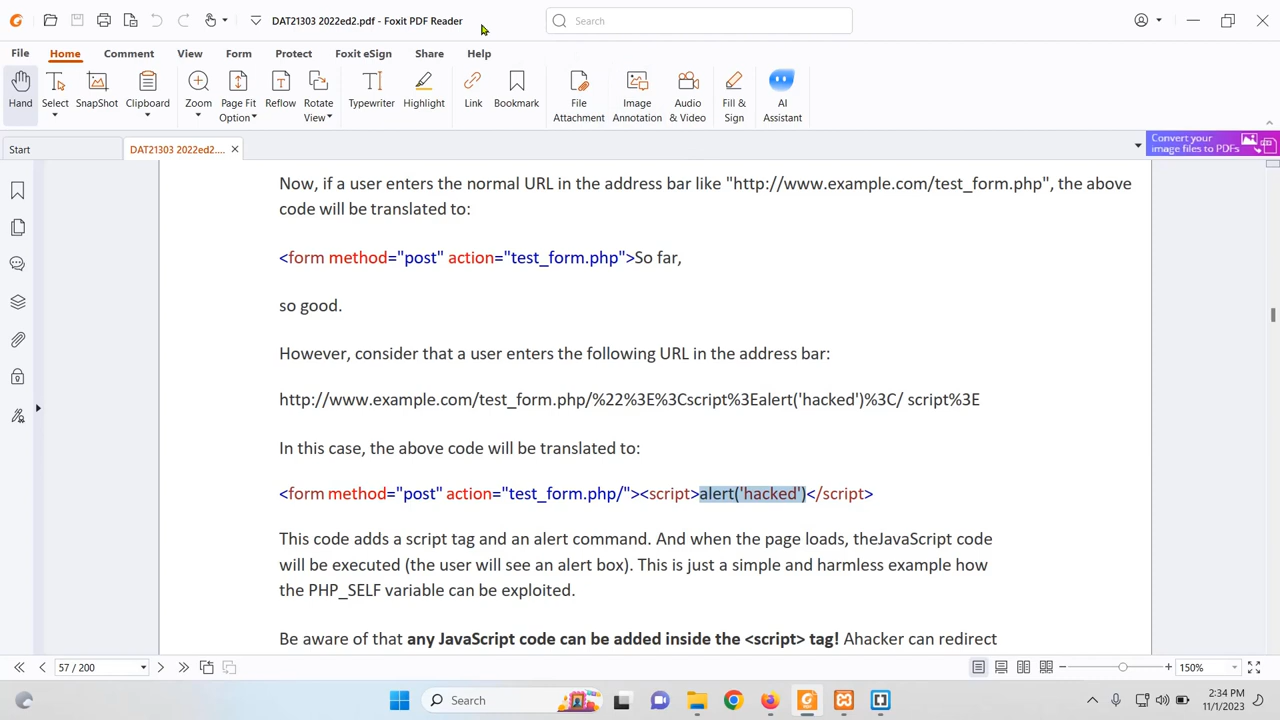 DAT21303 2022ed2.pdf - Foxit PDF Reader
Search
File
Home
Comment
View
Form
Protect
Foxit eSign
Share
Help
Hand
Select
SnapShot
Clipboard
Zoom
Page Fit
Option
Reflow
Rotate
View
Typewriter
Highlight
Link
Bookmark
File
Attachment
Image
Annotation
Audio
& Video
Fill &
Sign
AI
Assistant
Start
DAT21303 2022ed2....
Convert your
image files to PDFs
Now, if a user enters the normal URL in the address bar like "http://www.example.com/test_form.php", the above
code will be translated to:
<form method="post" action="test_form.php">So far,
so good.
However, consider that a user enters the following URL in the address bar:
http://www.example.com/test_form.php/%22%3E%3Cscript%3Ealert('hacked')%3C/ script%3E
In this case, the above code will be translated to:
<form method="post" action="test_form.php/"><script>alert('hacked')</script>
This code adds a script tag and an alert command. And when the page loads, theJavaScript code
will be executed (the user will see an alert box). This is just a simple and harmless example how
the PHP_SELF variable can be exploited.
Be aware of that any JavaScript code can be added inside the <script> tag! Ahacker can redirect
57 / 200
150%
Search
2:34 PM
11/1/2023